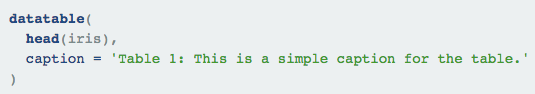 datatable(
  head(iris),
  caption = 'Table 1: This is a simple caption for the table.'
)